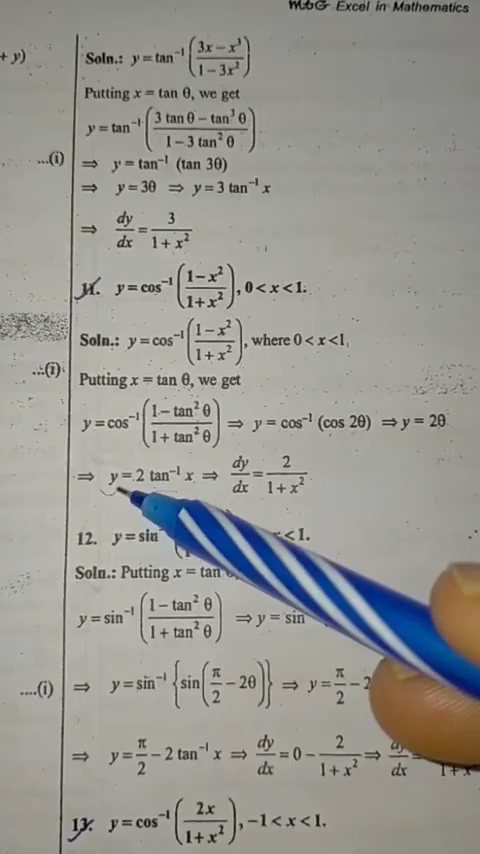 MBG Excel in Mathematics
+ y)
Soln.: y = tan⁻¹ ((3x – x³)/(1 – 3x²))
Putting x = tan θ, we get
y = tan⁻¹ ((3 tan θ – tan³ θ)/(1 – 3 tan² θ))
...(i)
⇒ y = tan⁻¹ (tan 3θ)
⇒ y = 3θ ⇒ y = 3 tan⁻¹ x
⇒ dy/dx = 3/(1 + x²)
11. y = cos⁻¹ ((1–x²)/(1+x²)), 0 < x < 1.
Soln.: y = cos⁻¹ ((1 – x²)/(1 + x²)), where 0 < x < 1,
...(i)
Putting x = tan θ, we get
y = cos⁻¹ ((1 – tan² θ)/(1 + tan² θ)) ⇒ y = cos⁻¹ (cos 2θ) ⇒ y = 2θ
⇒ y = 2 tan⁻¹ x ⇒ dy/dx = 2/(1 + x²)
12. y = sin < 1.
Soln.: Putting x = tan
y = sin⁻¹ ((1 – tan² θ)/(1 + tan² θ)) ⇒ y = sin
....(i)
⇒ y = sin⁻¹ {sin(π/2 – 2θ)} ⇒ y = π/2 – 2
⇒ y = π/2 – 2 tan⁻¹ x ⇒ dy/dx = 0 – 2/(1 + x²) ⇒ dy/dx =
13. y = cos⁻¹ (2x/(1+x²)), –1 < x < 1.